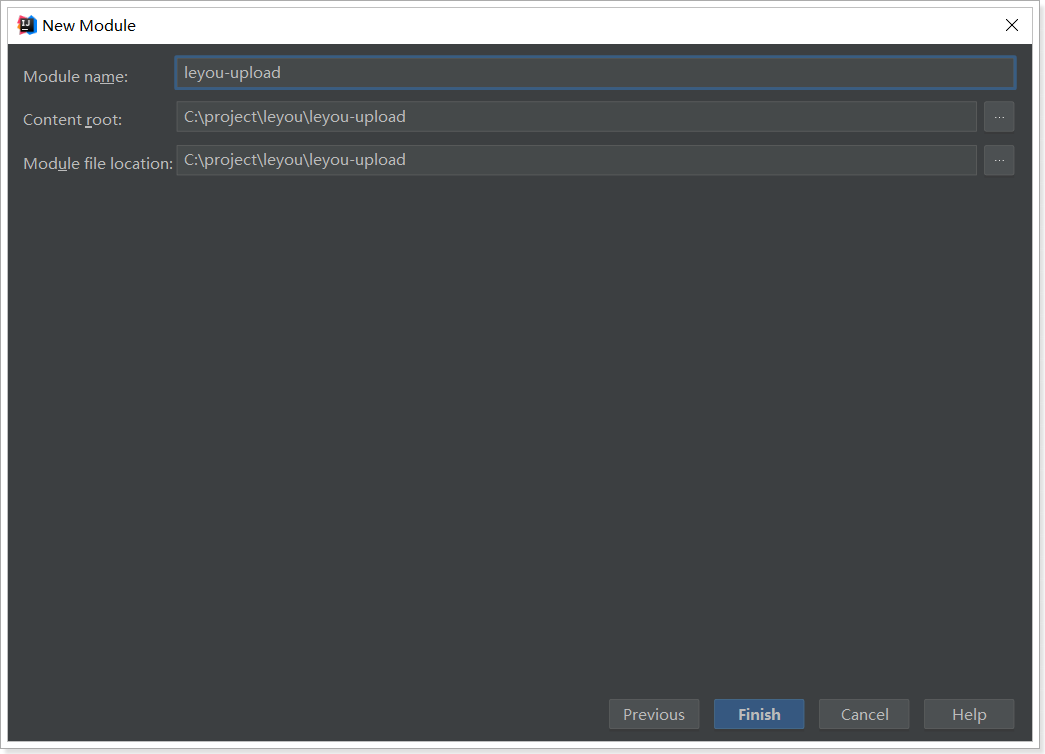 New Module
Module name: leyou-upload
Content root: C:\project\leyou\leyou-upload ...
Module file location: C:\project\leyou\leyou-upload ...
Previous Finish Cancel Help